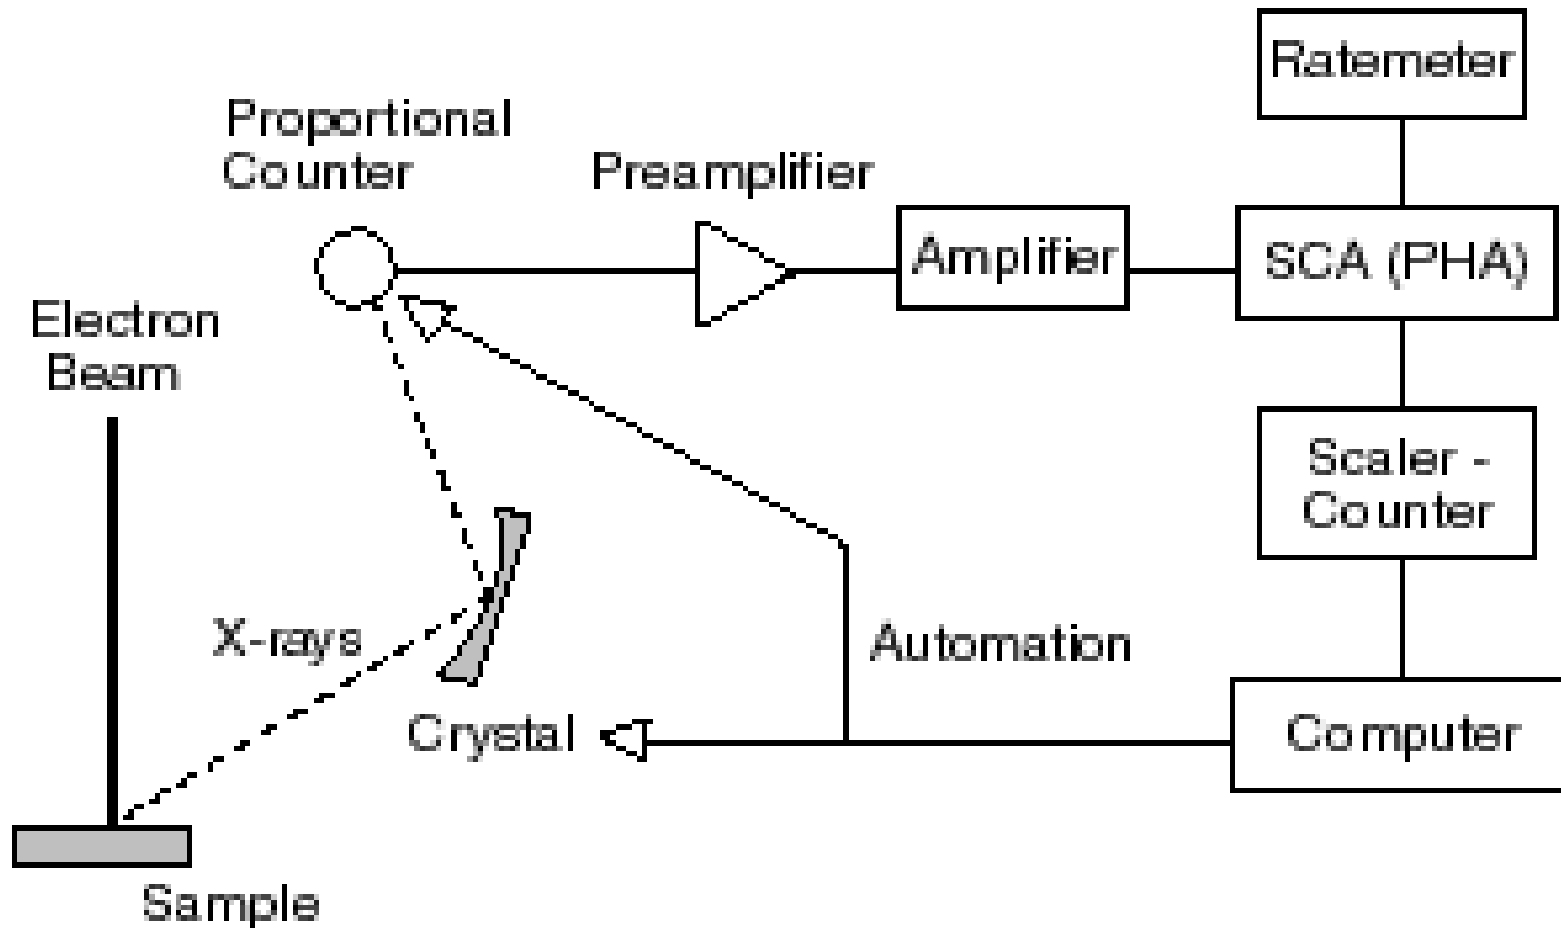 Ratemeter
Proportional
Counter
Preamplifier
Amplifier
SCA (PHA)
Electron
Beam
Scaler -
Counter
X-rays
Automation
Crystal
Computer
Sample